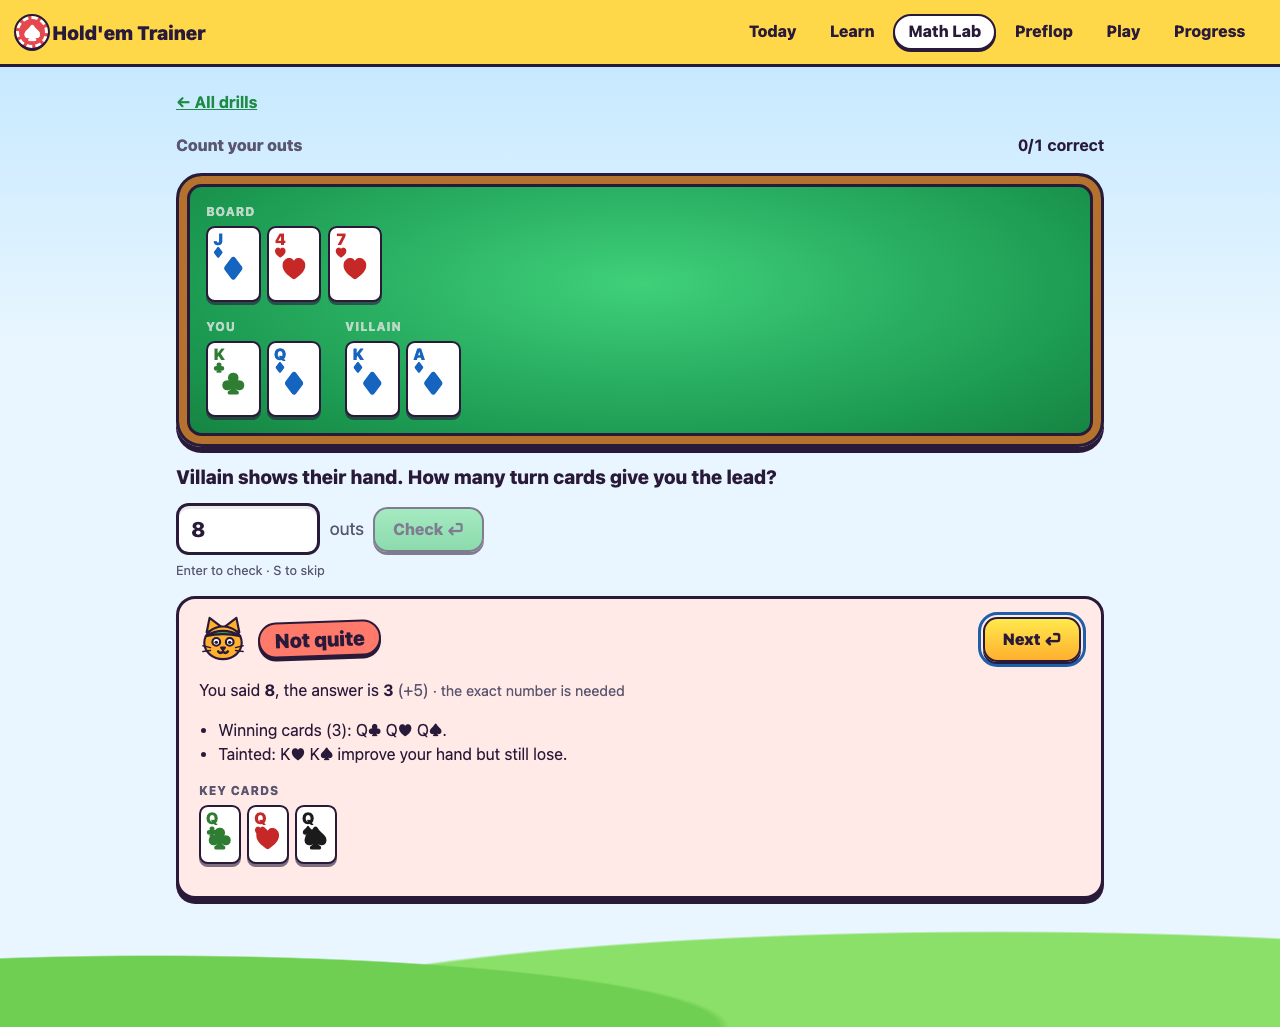 Hold'em Trainer
Today Learn Math Lab Preflop Play Progress
← All drills
Count your outs 0/1 correct
BOARD
J♦ 4♥ 7♥
YOU VILLAIN
K♣ Q♦ K♦ A♦
Villain shows their hand. How many turn cards give you the lead?
8 outs Check ⏎
Enter to check · S to skip
Not quite Next ⏎
You said 8, the answer is 3 (+5) · the exact number is needed
• Winning cards (3): Q♣ Q♥ Q♠.
• Tainted: K♥ K♠ improve your hand but still lose.
KEY CARDS
Q♣ Q♥ Q♠